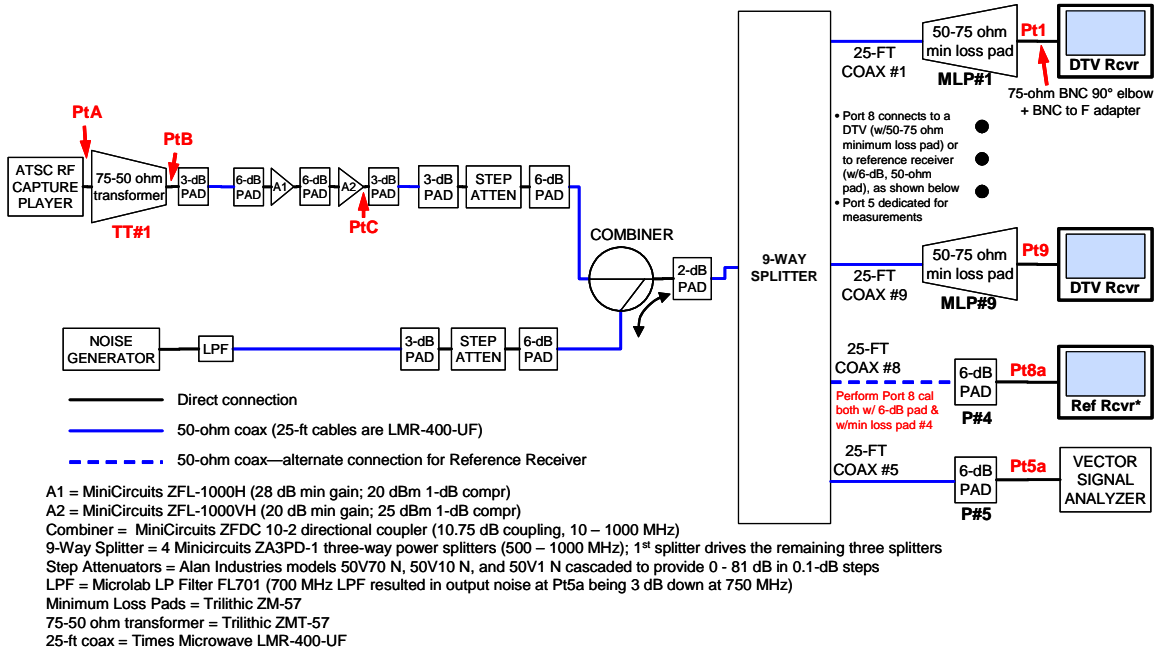 PtA
PtB
ATSC RF
CAPTURE
PLAYER
75-50 ohm
transformer
TT#1
3-dB
PAD
6-dB
PAD
A1
6-dB
PAD
A2
3-dB
PAD
PtC
3-dB
PAD
STEP
ATTEN
6-dB
PAD
COMBINER
2-dB
PAD
9-WAY
SPLITTER
NOISE
GENERATOR
LPF
3-dB
PAD
STEP
ATTEN
6-dB
PAD
25-FT
COAX #1
50-75 ohm
min loss pad
MLP#1
Pt1
DTV Rcvr
75-ohm BNC 90° elbow
+ BNC to F adapter
• Port 8 connects to a
DTV (w/50-75 ohm
minimum loss pad) or
to reference receiver
(w/6-dB, 50-ohm
pad), as shown below
• Port 5 dedicated for
measurements
25-FT
COAX #9
50-75 ohm
min loss pad
MLP#9
Pt9
DTV Rcvr
25-FT
COAX #8
Perform Port 8 cal
both w/ 6-dB pad &
w/min loss pad #4
6-dB
PAD
P#4
Pt8a
Ref Rcvr*
25-FT
COAX #5
6-dB
PAD
P#5
Pt5a
VECTOR
SIGNAL
ANALYZER
Direct connection
50-ohm coax (25-ft cables are LMR-400-UF)
50-ohm coax—alternate connection for Reference Receiver
A1 = MiniCircuits ZFL-1000H (28 dB min gain; 20 dBm 1-dB compr)
A2 = MiniCircuits ZFL-1000VH (20 dB min gain; 25 dBm 1-dB compr)
Combiner = MiniCircuits ZFDC 10-2 directional coupler (10.75 dB coupling, 10 – 1000 MHz)
9-Way Splitter = 4 Minicircuits ZA3PD-1 three-way power splitters (500 – 1000 MHz); 1st splitter drives the remaining three splitters
Step Attenuators = Alan Industries models 50V70 N, 50V10 N, and 50V1 N cascaded to provide 0 - 81 dB in 0.1-dB steps
LPF = Microlab LP Filter FL701 (700 MHz LPF resulted in output noise at Pt5a being 3 dB down at 750 MHz)
Minimum Loss Pads = Trilithic ZM-57
75-50 ohm transformer = Trilithic ZMT-57
25-ft coax = Times Microwave LMR-400-UF